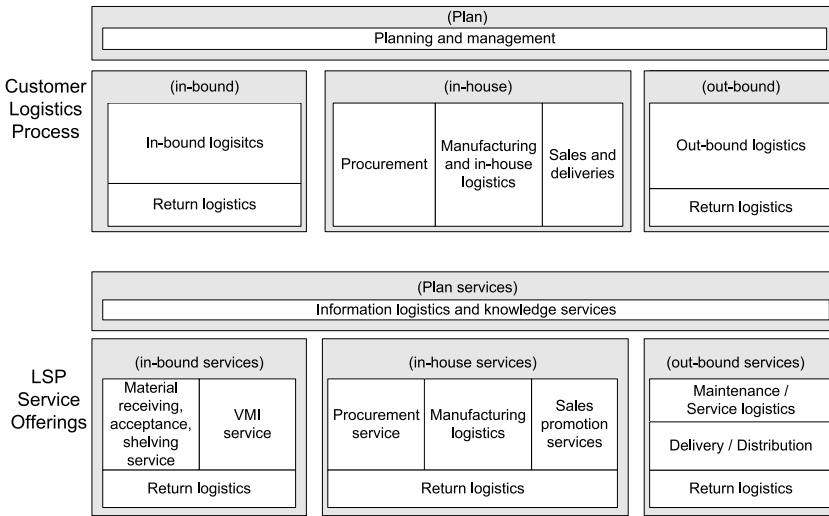 (Plan)
Planning and management
Customer
Logistics
Process
(in-bound)
In-bound logisitcs
Return logistics
(in-house)
Procurement
Manufacturing
and in-house
logistics
Sales and
deliveries
(out-bound)
Out-bound logistics
Return logistics
(Plan services)
Information logistics and knowledge services
LSP
Service
Offerings
(in-bound services)
Material
receiving,
acceptance,
shelving
service
VMI
service
Return logistics
(in-house services)
Procurement
service
Manufacturing
logistics
Sales
promotion
services
Return logistics
(out-bound services)
Maintenance /
Service logistics
Delivery / Distribution
Return logistics